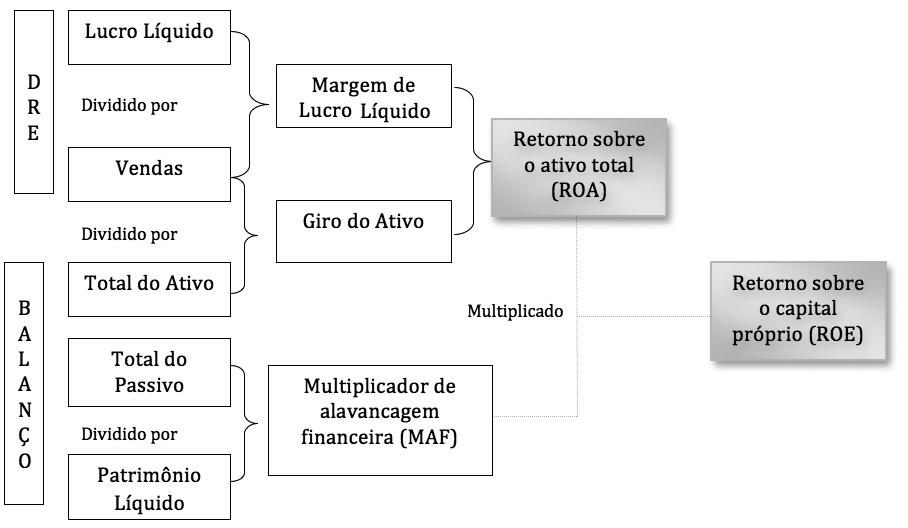 DRE
Lucro Líquido
Dividido por
Vendas
Dividido por
Total do Ativo
BALANÇO
Total do
Passivo
Dividido por
Patrimônio
Líquido
Margem de
Lucro Líquido
Giro do Ativo
Multiplicador de
alavancagem
financeira (MAF)
Retorno sobre
o ativo total
(ROA)
Multiplicado
Retorno sobre
o capital
próprio (ROE)